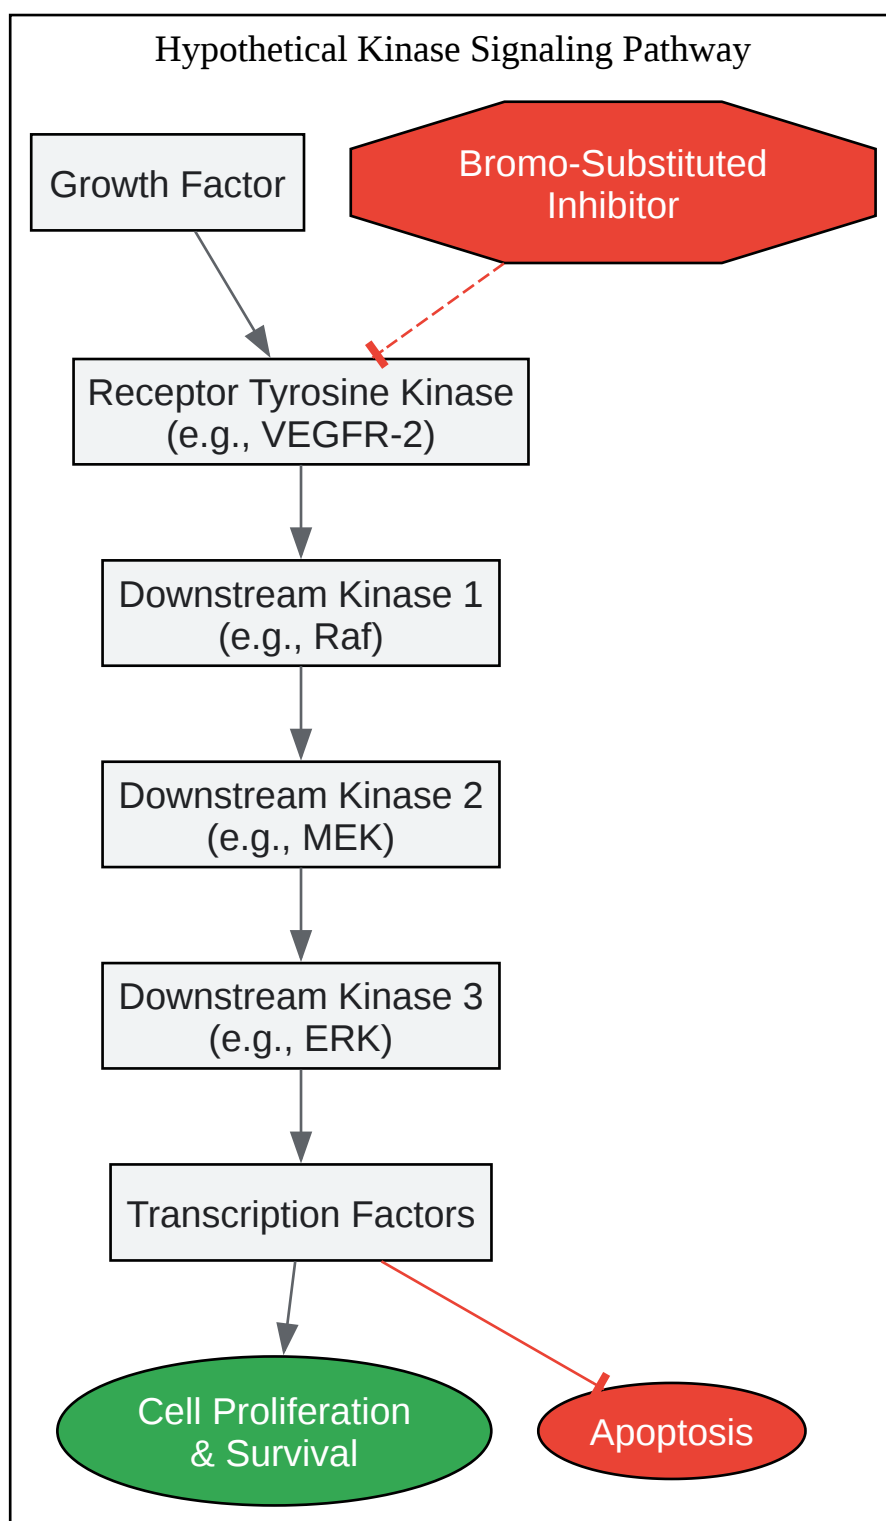 Hypothetical Kinase Signaling Pathway
Growth Factor
Bromo-Substituted
Inhibitor
Receptor Tyrosine Kinase
(e.g., VEGFR-2)
Downstream Kinase 1
(e.g., Raf)
Downstream Kinase 2
(e.g., MEK)
Downstream Kinase 3
(e.g., ERK)
Transcription Factors
Cell Proliferation
& Survival
Apoptosis